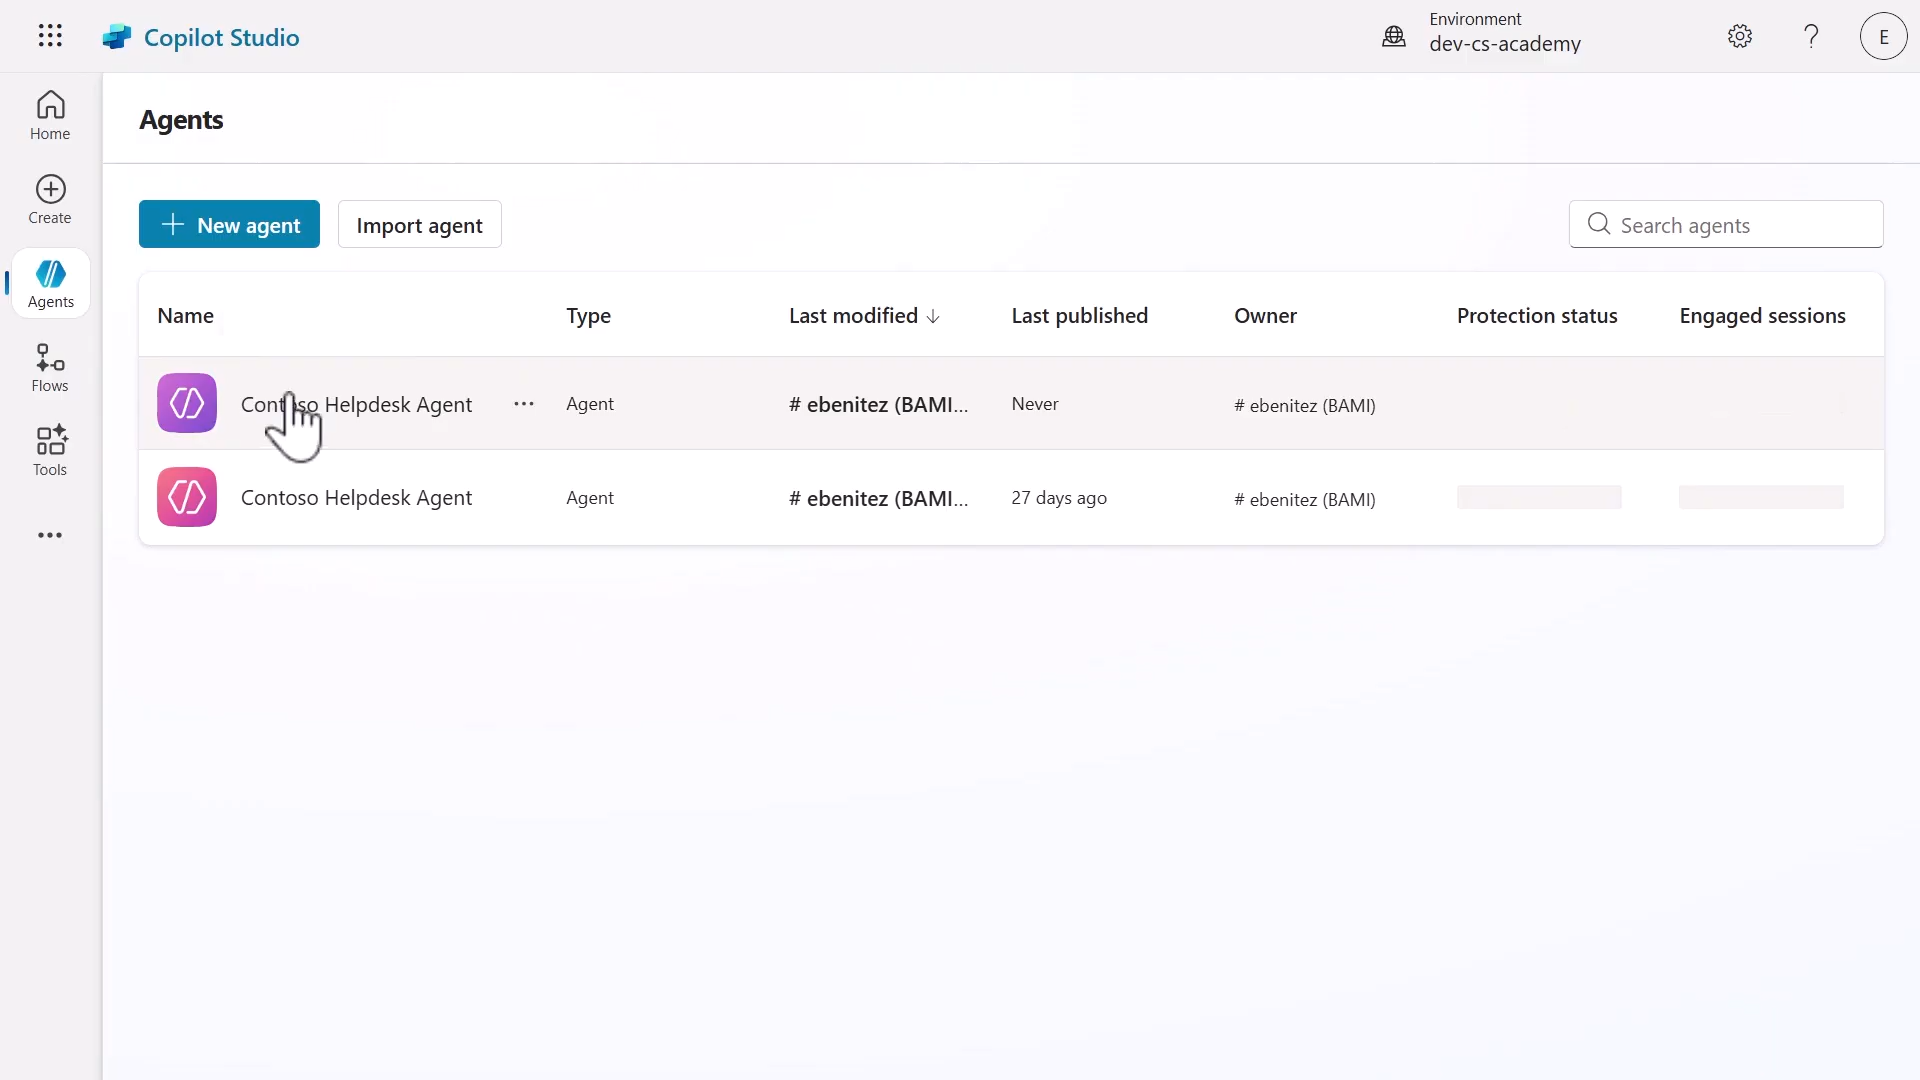 Copilot Studio
Environment
dev-cs-academy
E
Home
Create
Agents
Flows
Tools
Agents
New agent
Import agent
Search agents
Name Type Last modified ↓ Last published Owner Protection status Engaged sessions
Contoso Helpdesk Agent ... Agent # ebenitez (BAMI... Never # ebenitez (BAMI)
Contoso Helpdesk Agent Agent # ebenitez (BAMI... 27 days ago # ebenitez (BAMI)